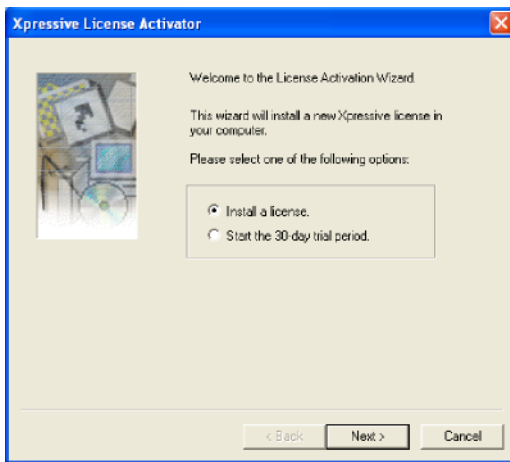 Xpressive License Activator
Welcome to the License Activation Wizard.
This wizard will install a new Xpressive license in
your computer.
Please select one of the following options:
Install a license.
Start the 30-day trial period.
< Back
Next >
Cancel